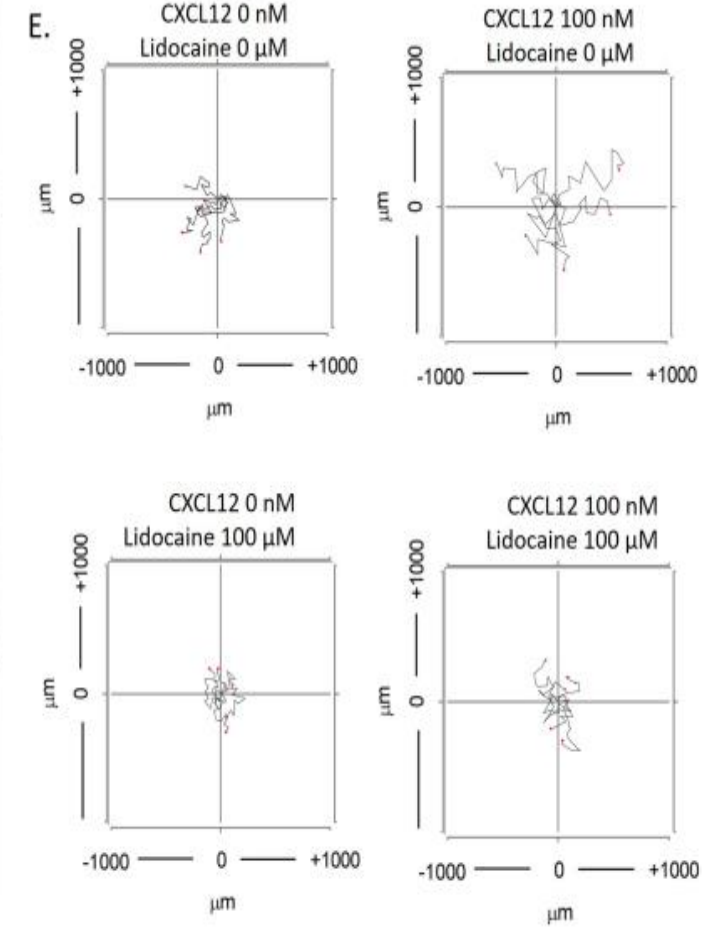 E.
CXCL12 0 nM
Lidocaine 0 µM
+1000
0
µm
-1000 0 +1000
µm
CXCL12 100 nM
Lidocaine 0 µM
+1000
0
µm
-1000 0 +1000
µm
CXCL12 0 nM
Lidocaine 100 µM
+1000
0
µm
-1000 0 +1000
µm
CXCL12 100 nM
Lidocaine 100 µM
+1000
0
µm
-1000 0 +1000
µm